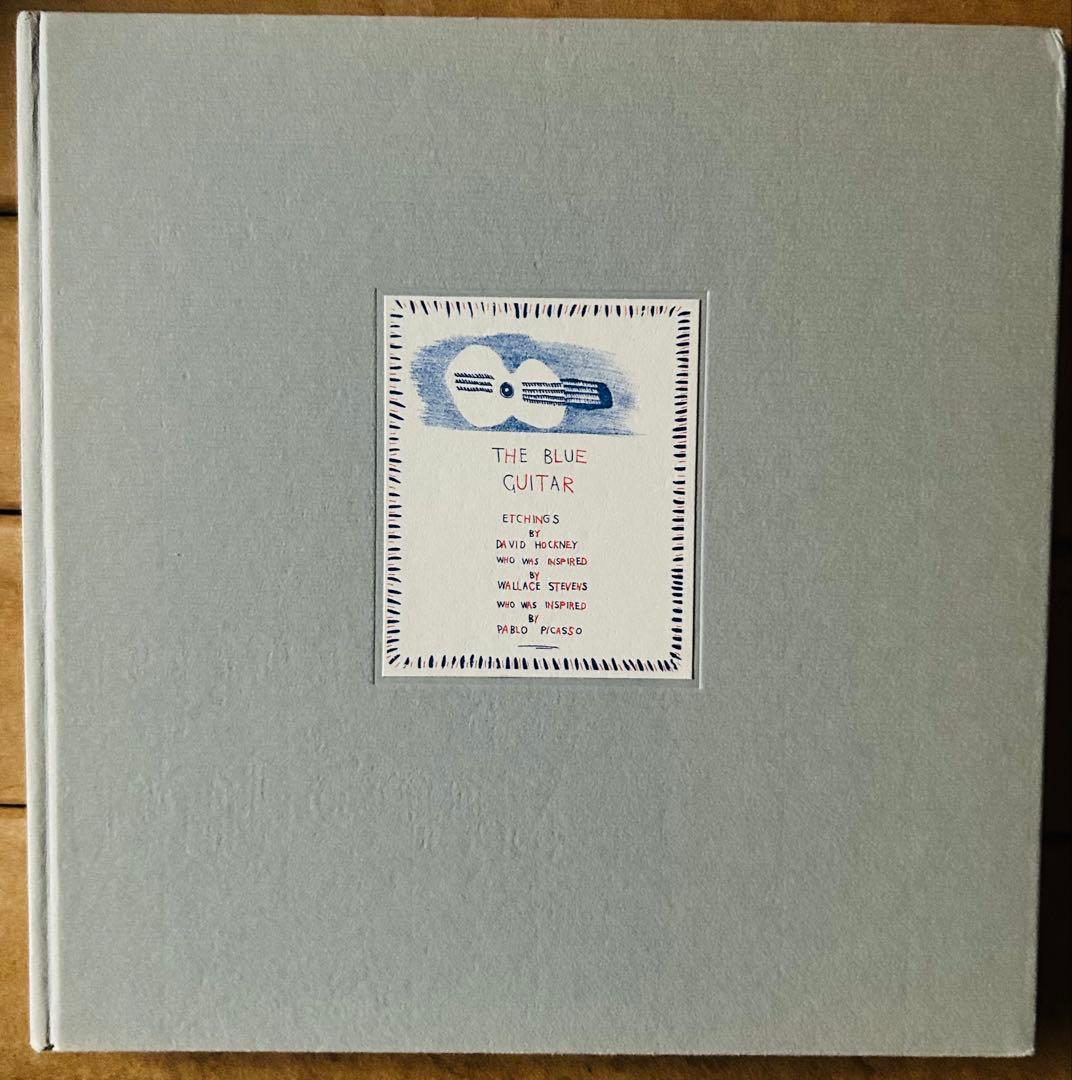 THE BLUE
GUITAR
ETCHINGS
BY
DAVID HOCKNEY
WHO WAS INSPIRED
BY
WALLACE STEVENS
WHO WAS INSPIRED
BY
PABLO PICASSO